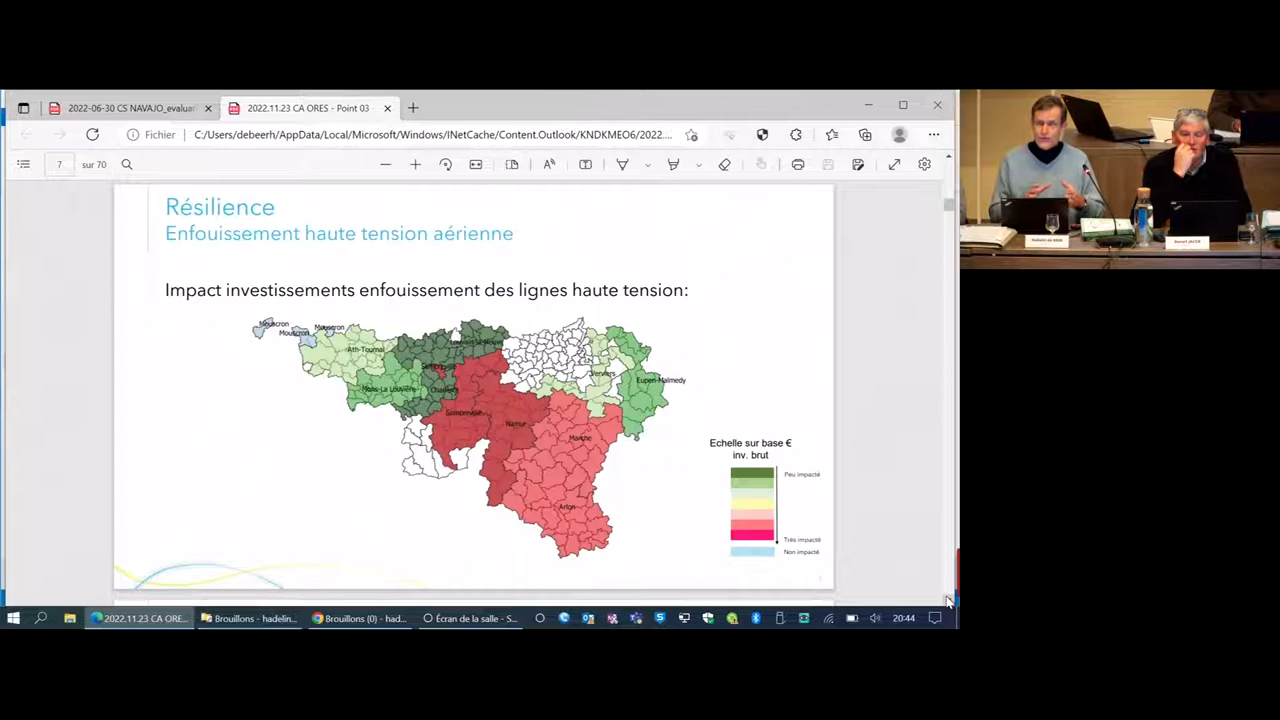 2022-06-30 CS NAVAJO_evaluar
2022.11.23 CA ORES - Point 03 -
Fichier
C:/Users/debeerh/AppData/Local/Microsoft/Windows/INetCache/Content.Outlook/KNDKMEO6/2022....
7 sur 70
Résilience
Enfouissement haute tension aérienne
Impact investissements enfouissement des lignes haute tension:
Mouscron
Mouscron
Mouscron
Ath-Tournai
Mons-La Louvière
Verviers
Eupen-Malmedy
Namur
Marche
Arlon
Echelle sur base €
inv. brut
Peu impacté
Très impacté
Non impacté
2022.11.23 CA ORE...
Brouillons - hadelin...
Brouillons (0) - had...
Écran de la salle - S...
20:44